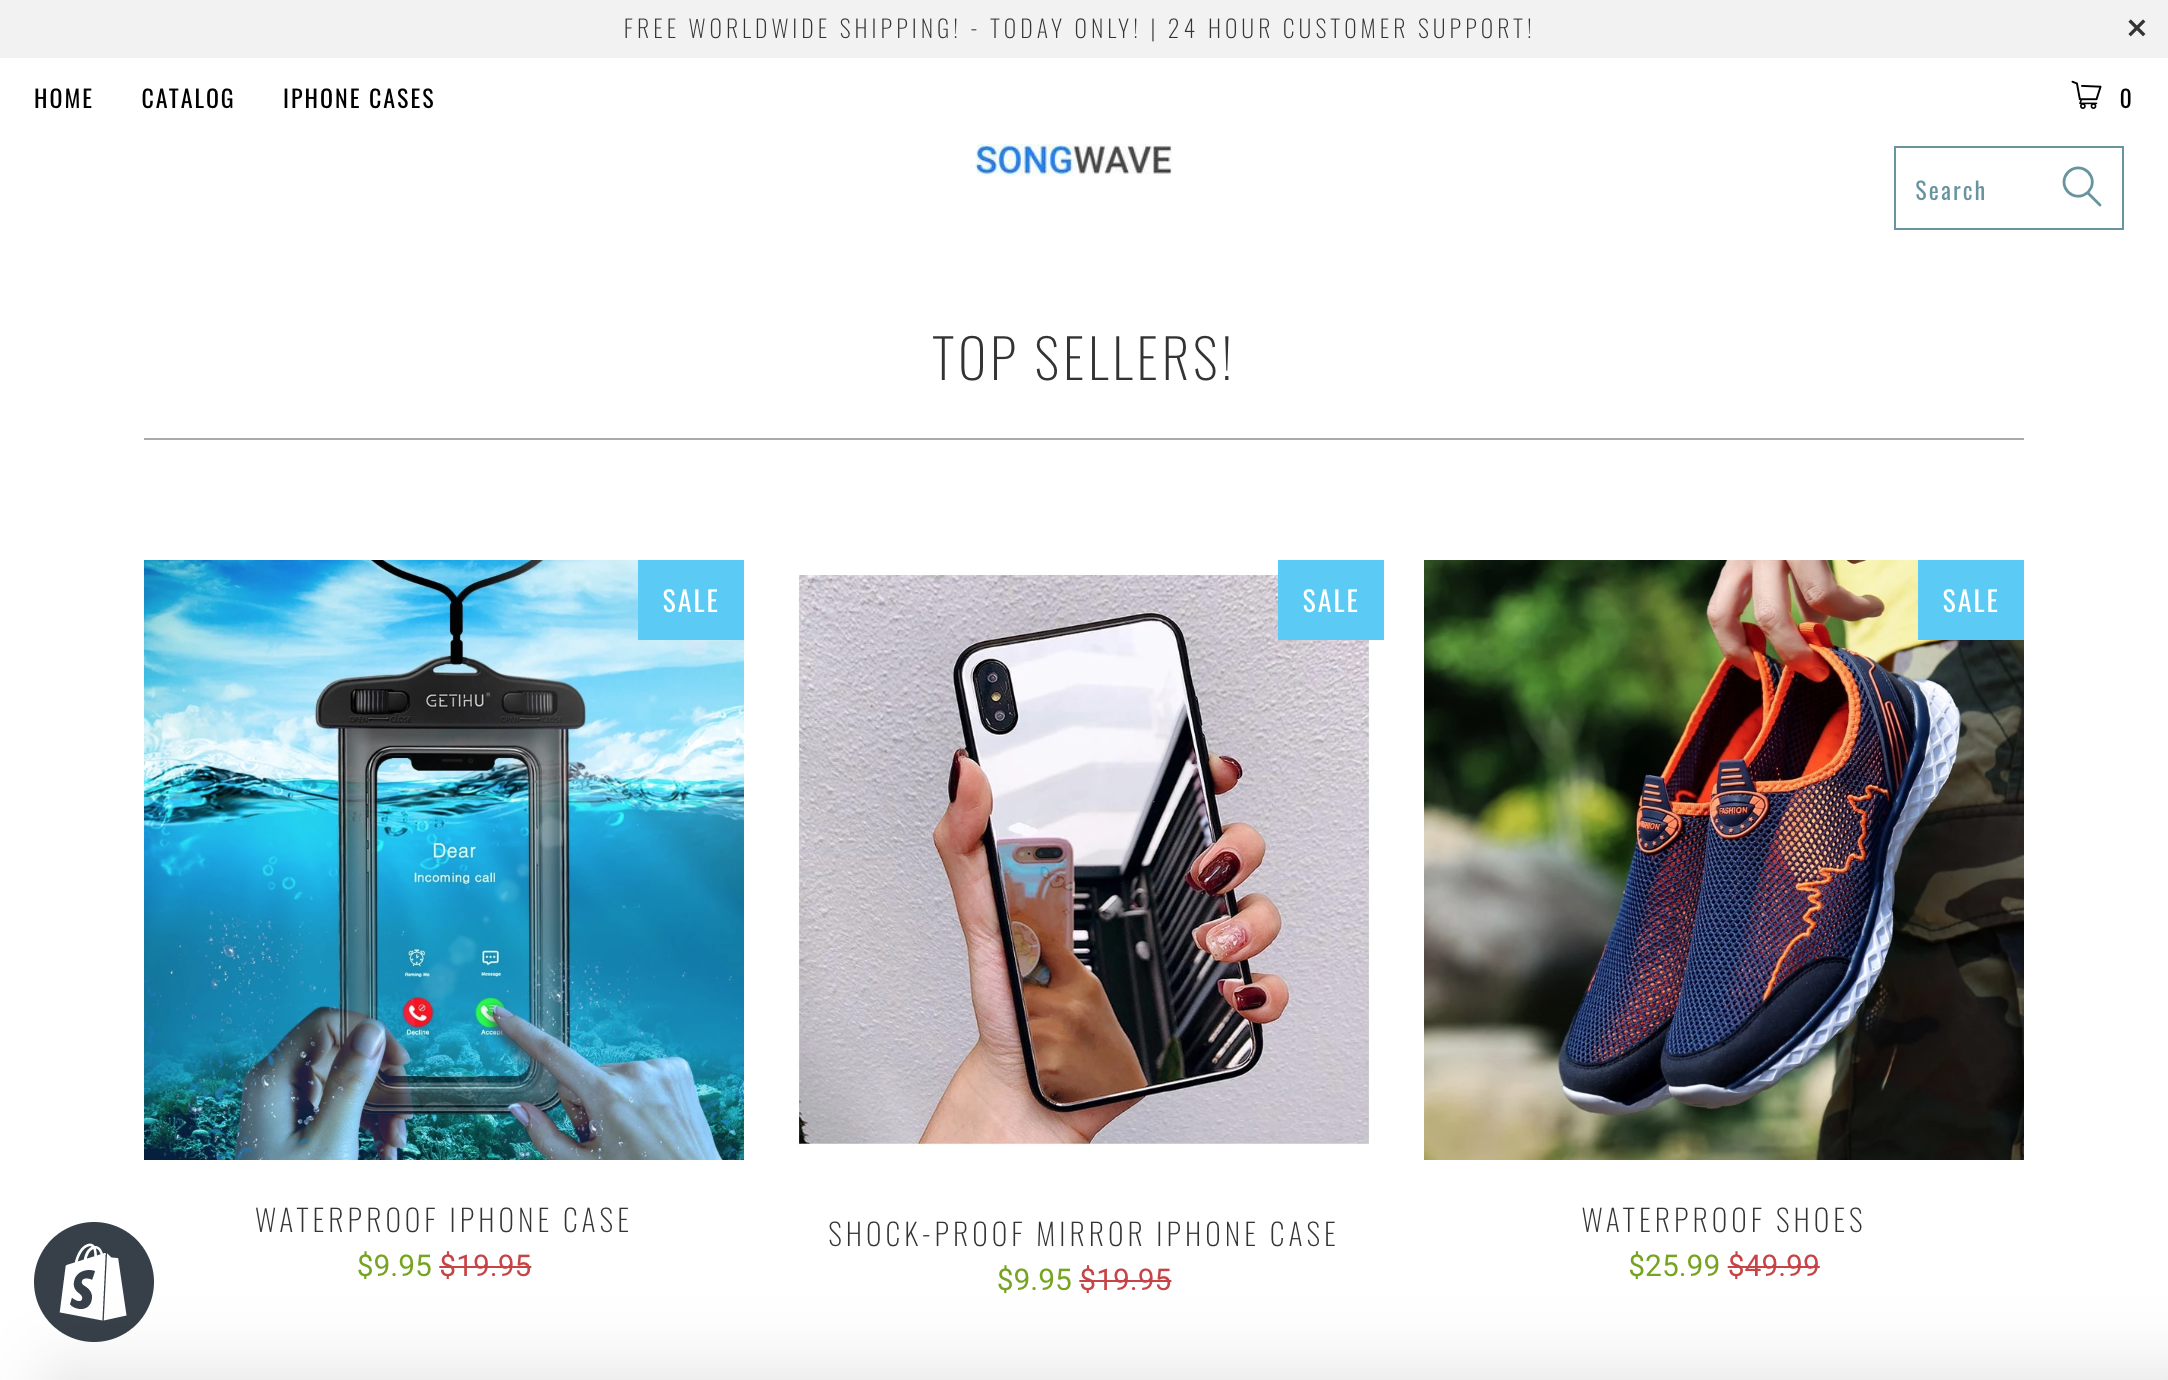 FREE WORLDWIDE SHIPPING! - TODAY ONLY! | 24 HOUR CUSTOMER SUPPORT!
HOME CATALOG IPHONE CASES
0
SONGWAVE
Search
TOP SELLERS!
SALE
SALE
SALE
GETIHU
Dear
Incoming call
Message
Decline
Accept
FASHION
WATERPROOF IPHONE CASE
$9.95 $19.95
SHOCK-PROOF MIRROR IPHONE CASE
$9.95 $19.95
WATERPROOF SHOES
$25.99 $49.99
S